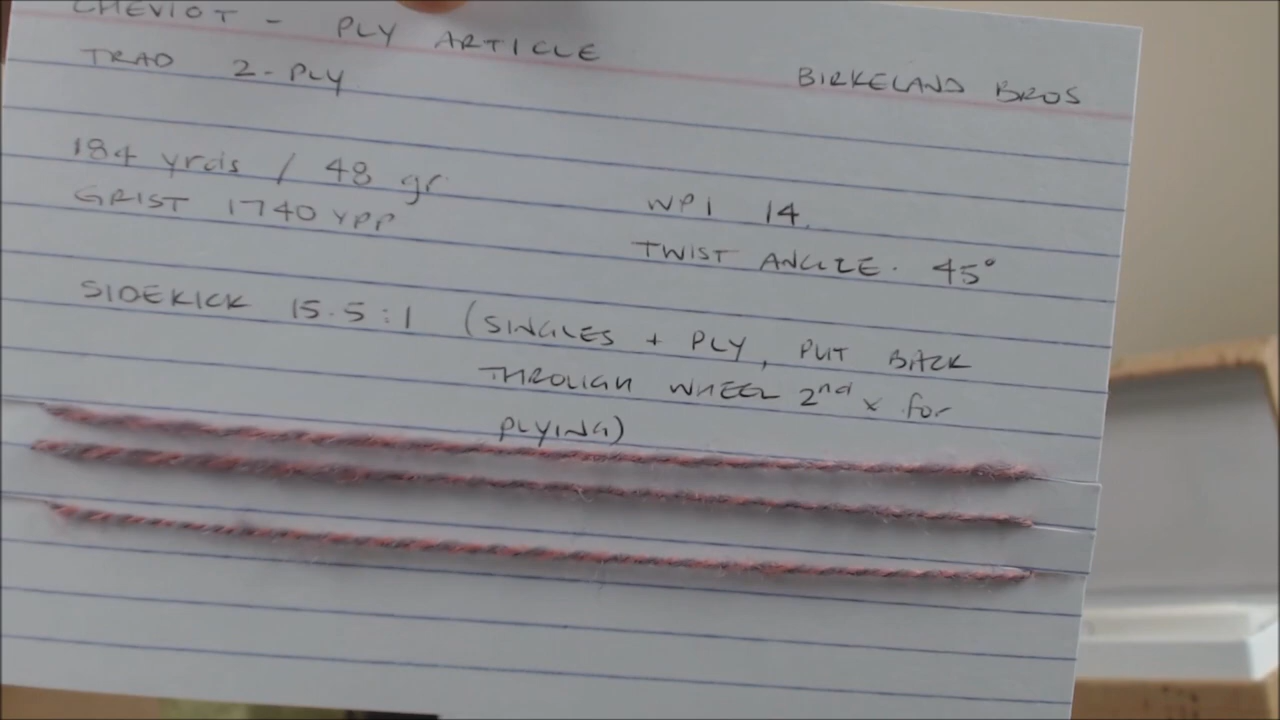 CHEVIOT - PLY ARTICLE
TRAD 2-PLY
BIRKELAND BROS
184 yrds / 48 gr
GRIST 1740 YPP
WPI 14.
TWIST ANGLE. 45°
SIDEKICK 15.5:1 (SINGLES + PLY, PUT BACK
THROUGH WHEEL 2nd x for
PLYING)